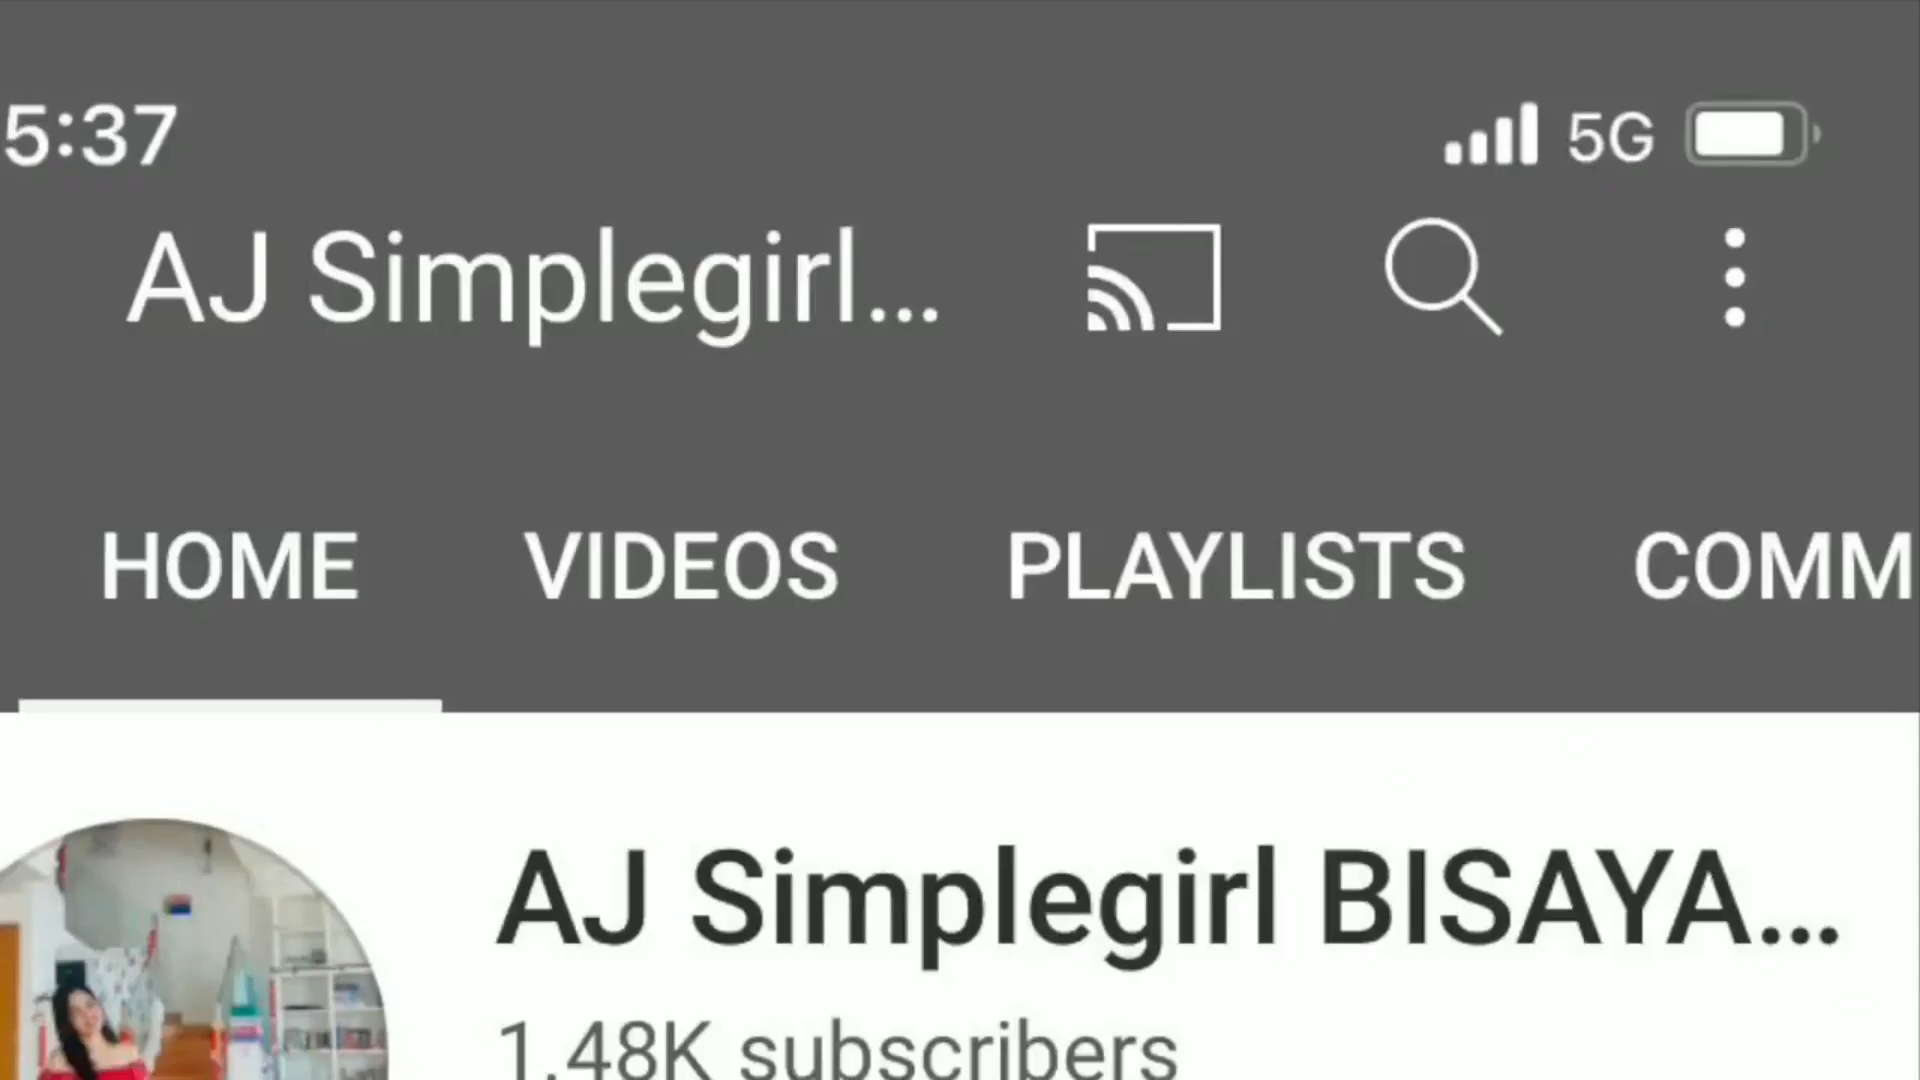 5:37 5G
AJ Simplegirl...
HOME VIDEOS PLAYLISTS COMM
AJ Simplegirl BISAYA...
1.48K subscribers